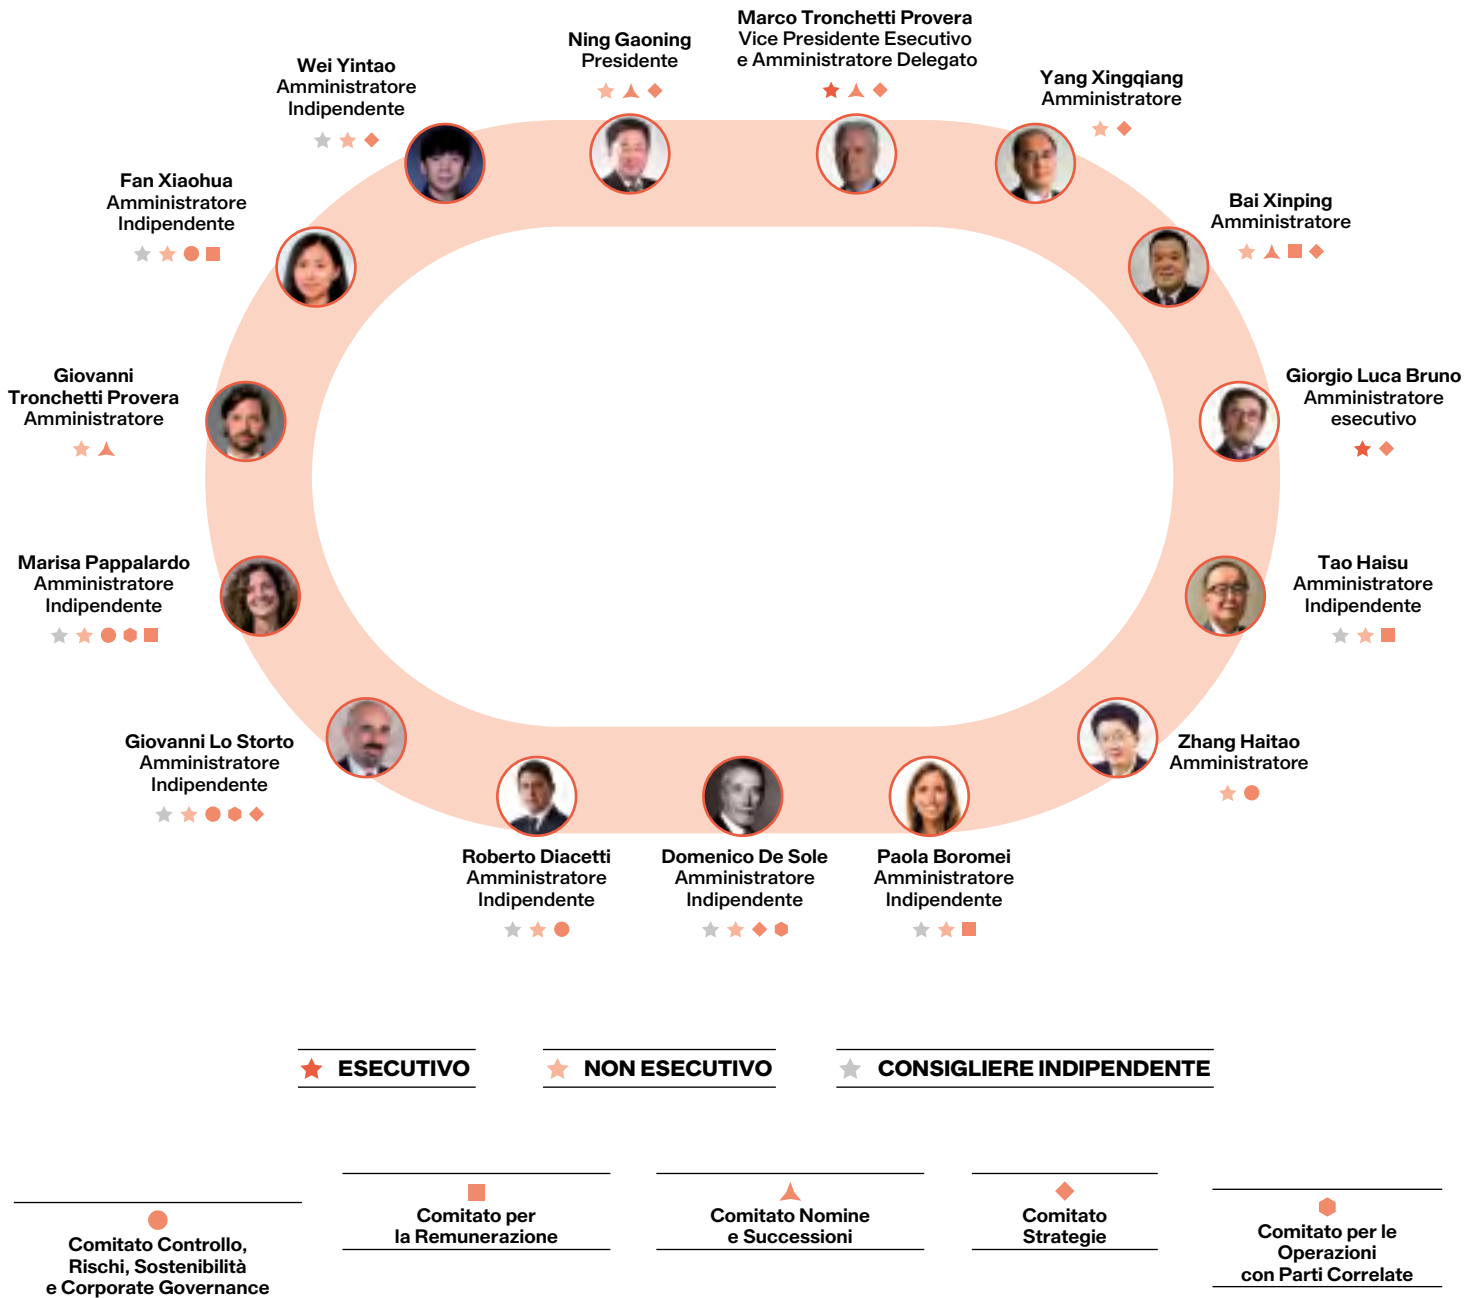 Marco Tronchetti Provera
Vice Presidente Esecutivo
e Amministratore Delegato
Ning Gaoning
Presidente
Wei Yintao
Amministratore
Indipendente
Yang Xingqiang
Amministratore
Fan Xiaohua
Amministratore
Indipendente
Bai Xinping
Amministratore
Giovanni
Tronchetti Provera
Amministratore
Giorgio Luca Bruno
Amministratore
esecutivo
Marisa Pappalardo
Amministratore
Indipendente
Tao Haisu
Amministratore
Indipendente
Giovanni Lo Storto
Amministratore
Indipendente
Zhang Haitao
Amministratore
Roberto Diacetti
Amministratore
Indipendente
Domenico De Sole
Amministratore
Indipendente
Paola Boromei
Amministratore
Indipendente
ESECUTIVO
NON ESECUTIVO
CONSIGLIERE INDIPENDENTE
Comitato Controllo,
Rischi, Sostenibilità
e Corporate Governance
Comitato per
la Remunerazione
Comitato Nomine
e Successioni
Comitato
Strategie
Comitato per le
Operazioni
con Parti Correlate